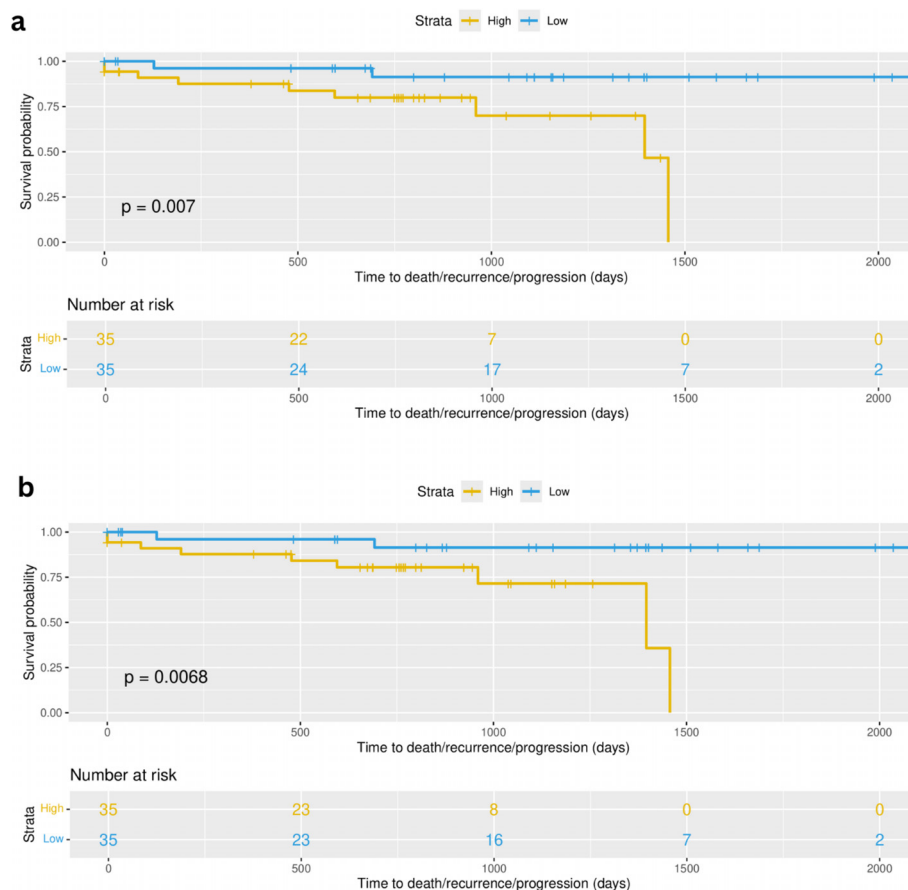 a
Strata High Low
1.00
0.75
0.50
0.25
0.00
Survival probability
p = 0.007
0 500 1000 1500 2000
Time to death/recurrence/progression (days)
Number at risk
Strata
High 35 22 7 0 0
Low 35 24 17 7 2
0 500 1000 1500 2000
Time to death/recurrence/progression (days)
b
Strata High Low
1.00
0.75
0.50
0.25
0.00
Survival probability
p = 0.0068
0 500 1000 1500 2000
Time to death/recurrence/progression (days)
Number at risk
Strata
High 35 23 8 0 0
Low 35 23 16 7 2
0 500 1000 1500 2000
Time to death/recurrence/progression (days)